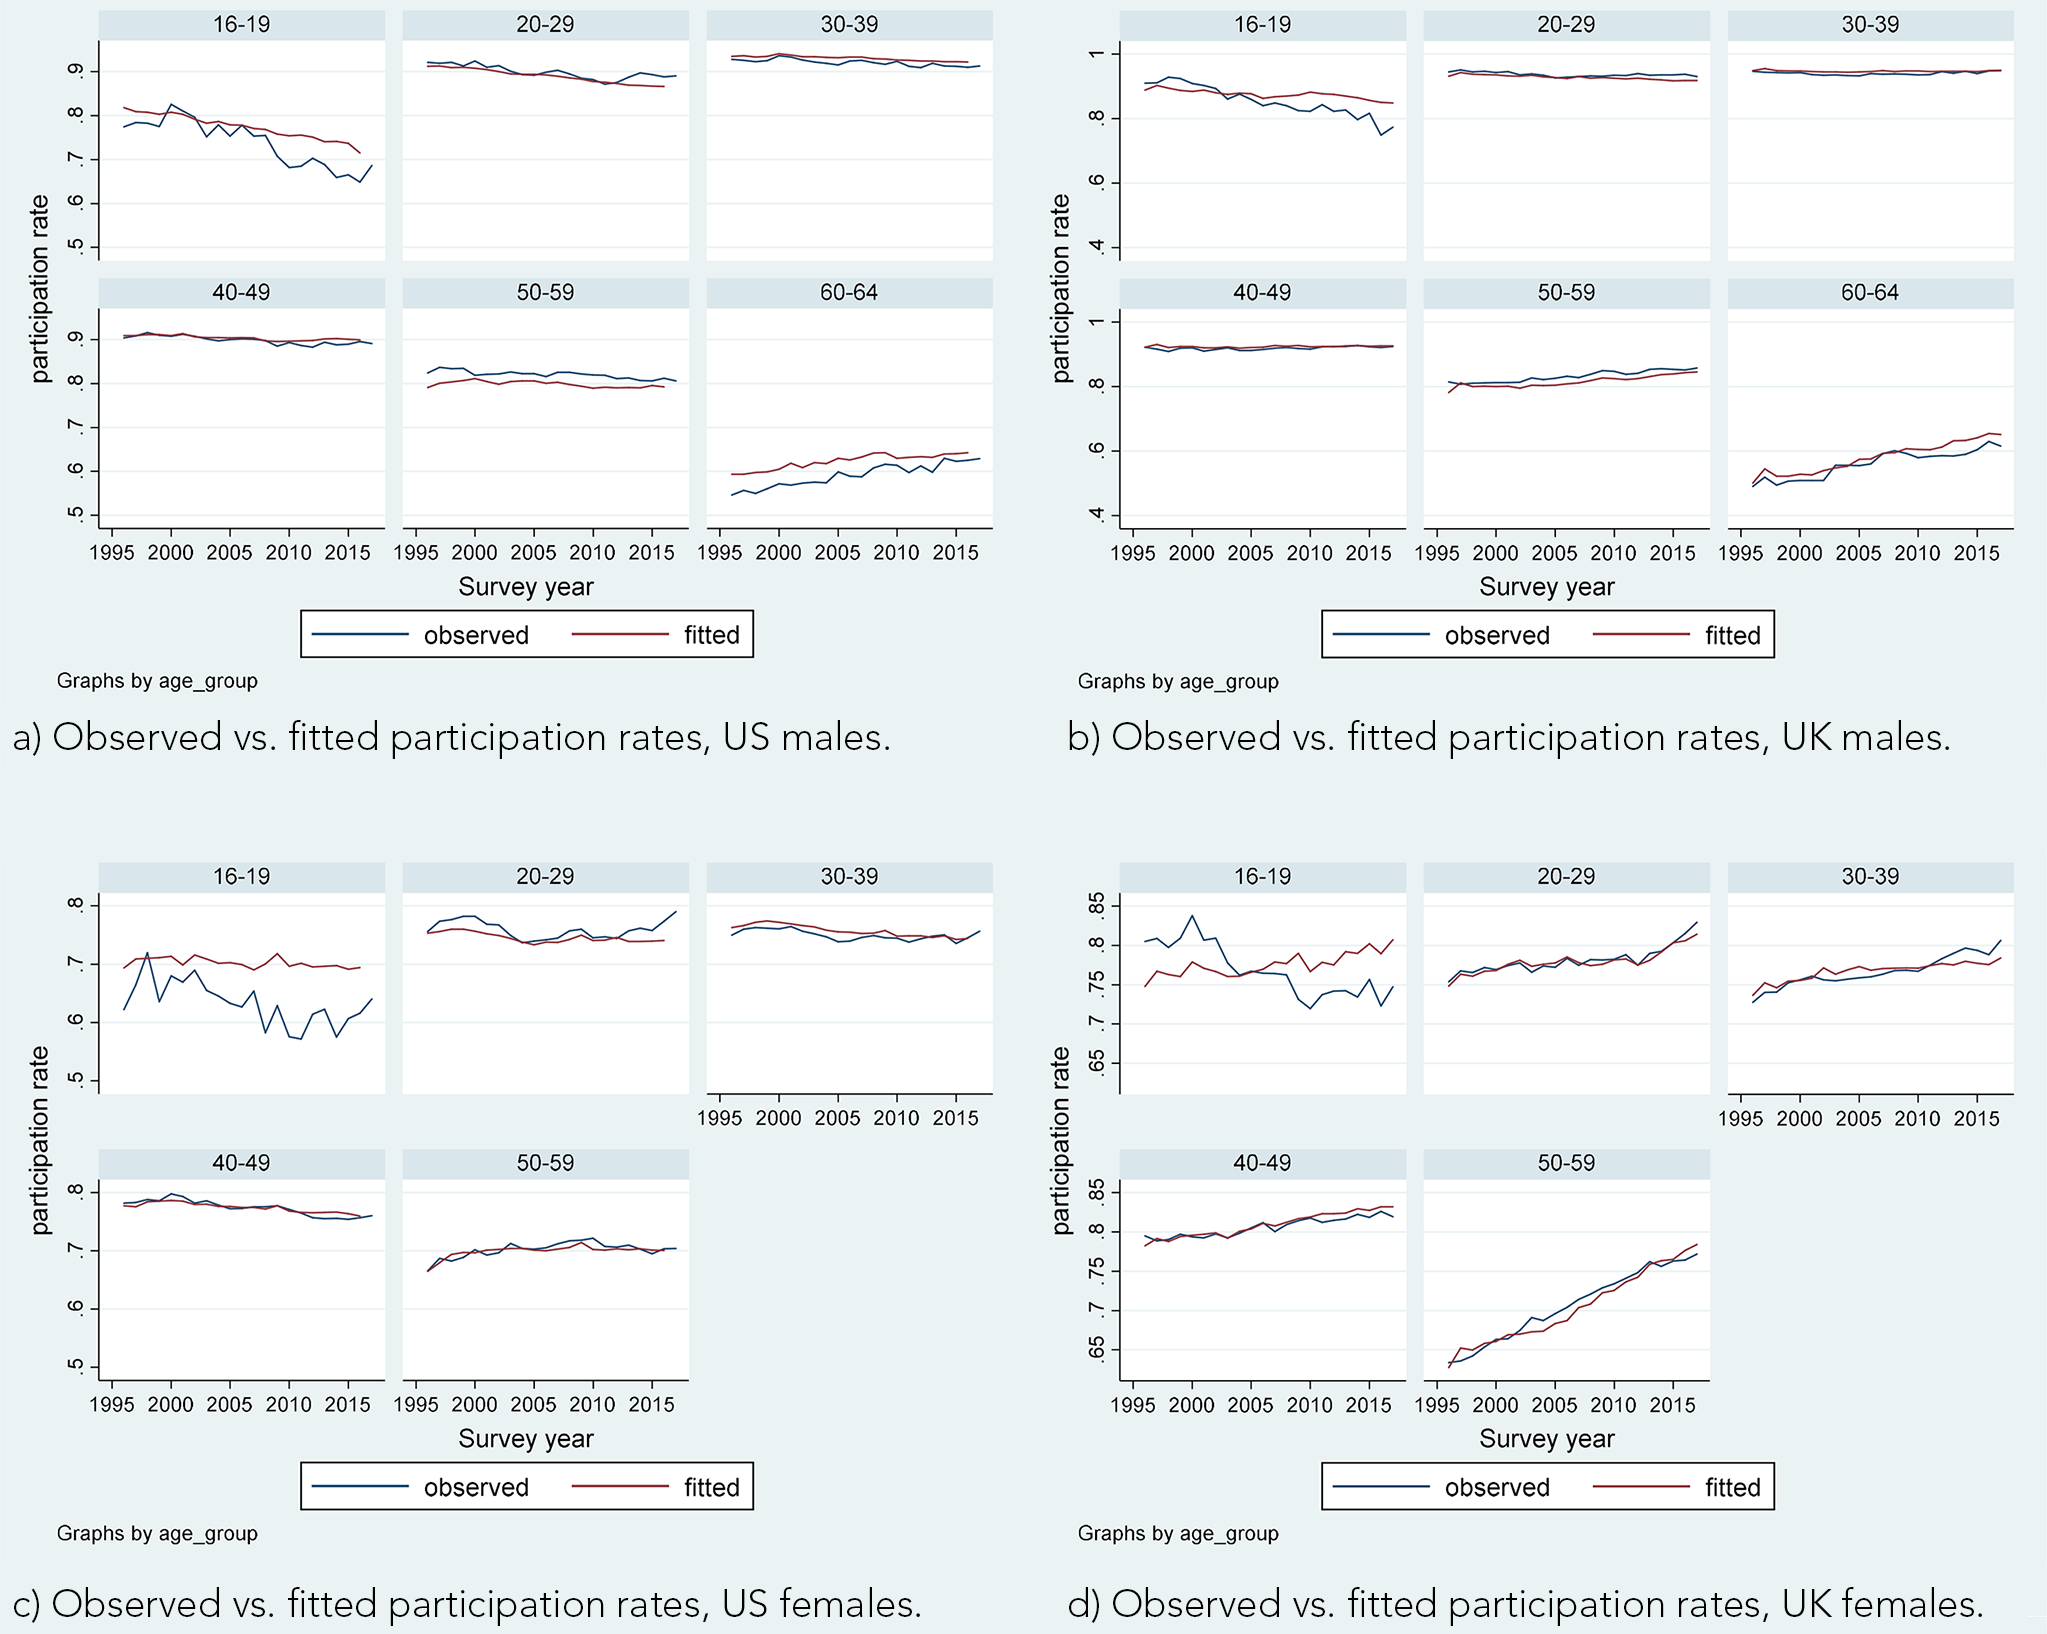 16-19 20-29 30-39
participation rate
.9
.8
.7
.6
.5
40-49 50-59 60-64
.9
.8
.7
.6
.5
1995 2000 2005 2010 2015 1995 2000 2005 2010 2015 1995 2000 2005 2010 2015
Survey year
observed fitted
Graphs by age_group
a) Observed vs. fitted participation rates, US males.
16-19 20-29 30-39
participation rate
1
.8
.6
.4
40-49 50-59 60-64
1
.8
.6
.4
1995 2000 2005 2010 2015 1995 2000 2005 2010 2015 1995 2000 2005 2010 2015
Survey year
observed fitted
Graphs by age_group
b) Observed vs. fitted participation rates, UK males.
16-19 20-29 30-39
participation rate
.8
.7
.6
.5
1995 2000 2005 2010 2015
40-49 50-59
.8
.7
.6
.5
1995 2000 2005 2010 2015 1995 2000 2005 2010 2015
Survey year
observed fitted
Graphs by age_group
c) Observed vs. fitted participation rates, US females.
16-19 20-29 30-39
participation rate
.85
.8
.75
.7
.65
1995 2000 2005 2010 2015
40-49 50-59
.85
.8
.75
.7
.65
1995 2000 2005 2010 2015 1995 2000 2005 2010 2015
Survey year
observed fitted
Graphs by age_group
d) Observed vs. fitted participation rates, UK females.